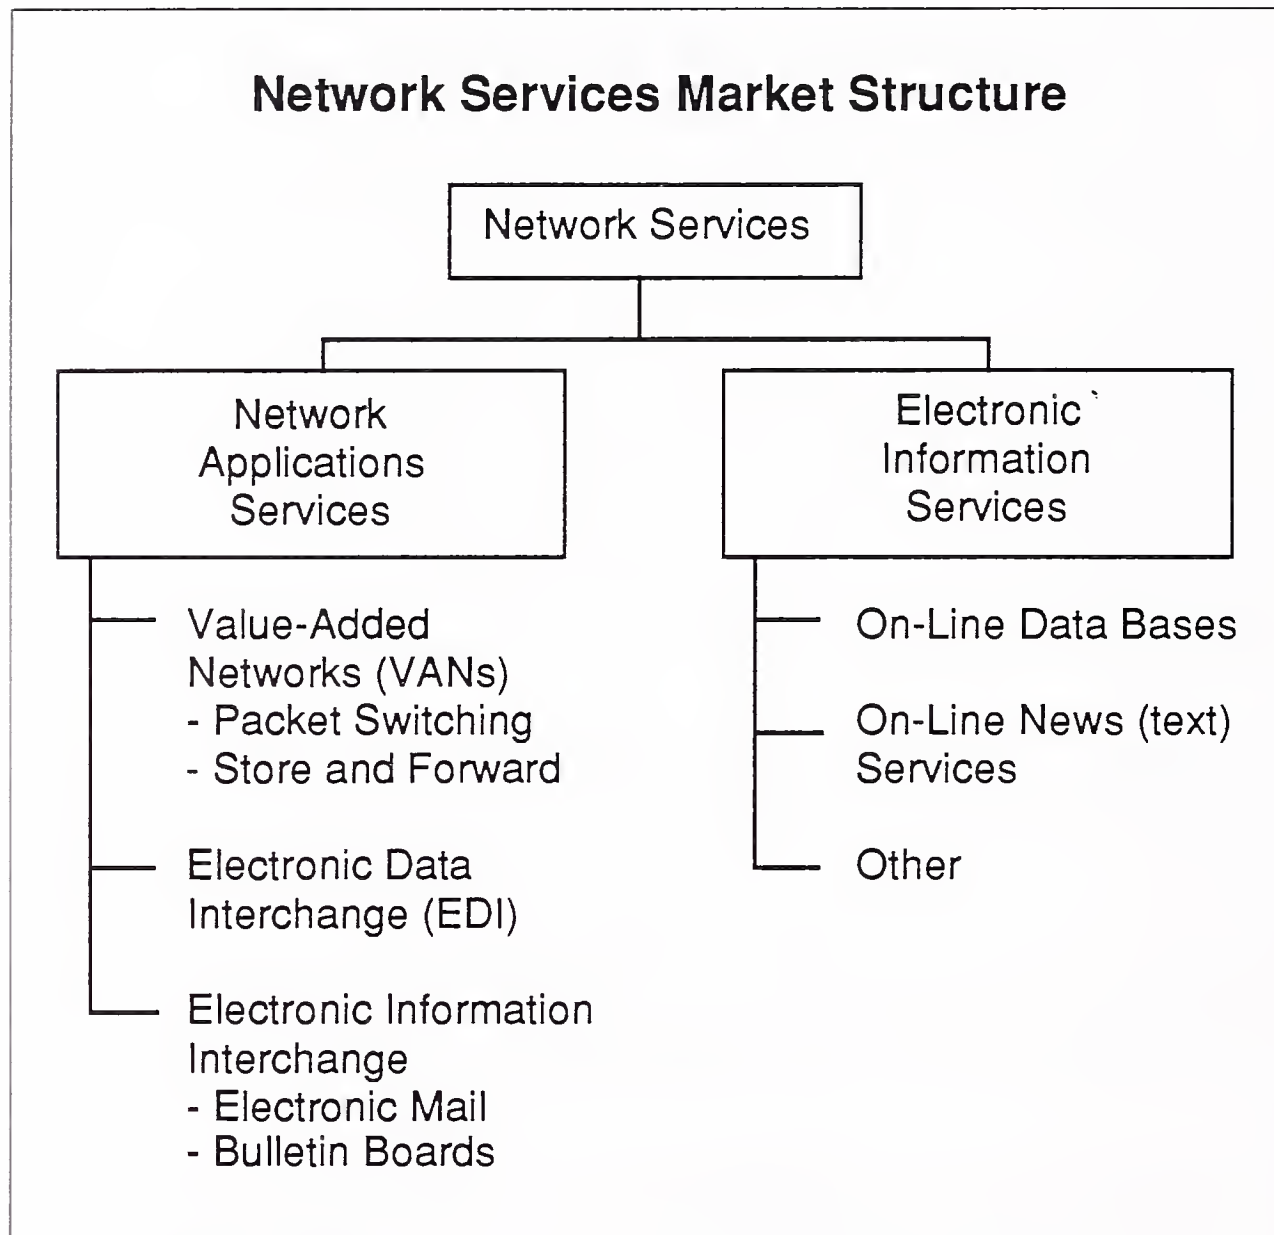 Network Services Market Structure
Network Services
Network
Applications
Services
Value-Added
Networks (VANs)
- Packet Switching
- Store and Forward
Electronic Data
Interchange (EDI)
Electronic Information
Interchange
- Electronic Mail
- Bulletin Boards
Electronic
Information
Services
On-Line Data Bases
On-Line News (text)
Services
Other